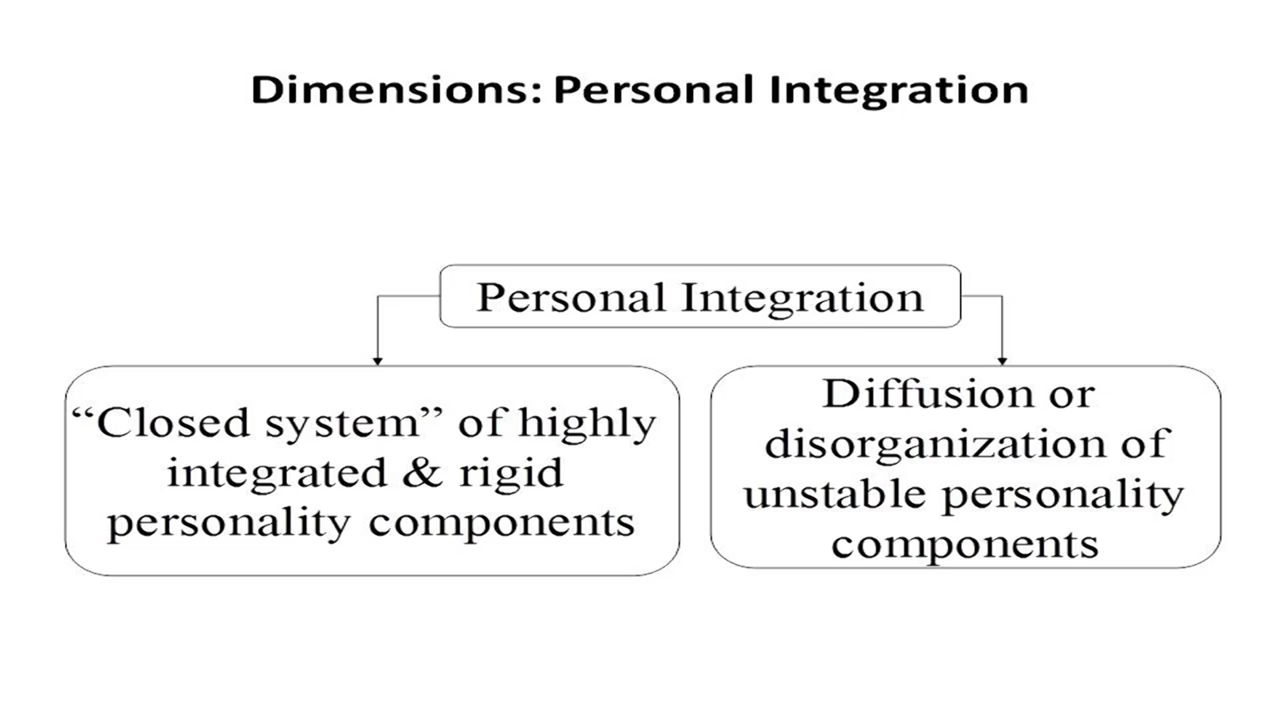 Dimensions: Personal Integration
Personal Integration
“Closed system” of highly
integrated & rigid
personality components
Diffusion or
disorganization of
unstable personality
components